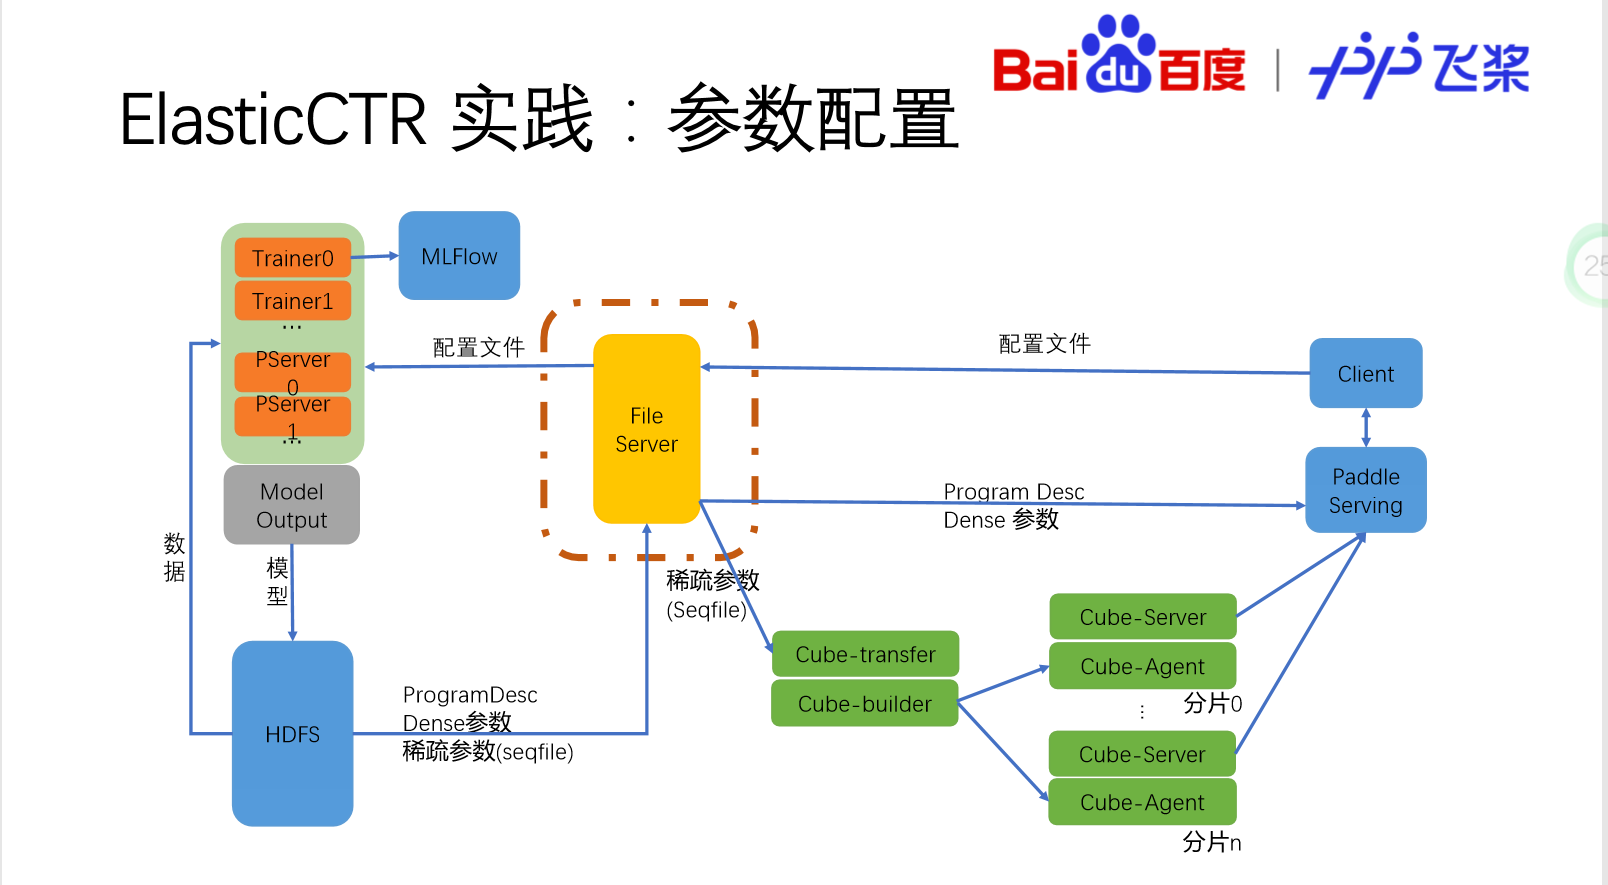 Bai du 百度 | 飞桨
ElasticCTR 实践：参数配置
Trainer0
Trainer1
...
PServer
0
PServer
1
...
MLFlow
Model
Output
配置文件
File
Server
配置文件
Client
Paddle
Serving
Program Desc
Dense 参数
数
据
模
型
稀疏参数
(Seqfile)
HDFS
ProgramDesc
Dense参数
稀疏参数(seqfile)
Cube-transfer
Cube-builder
Cube-Server
Cube-Agent
分片0
...
Cube-Server
Cube-Agent
分片n
25